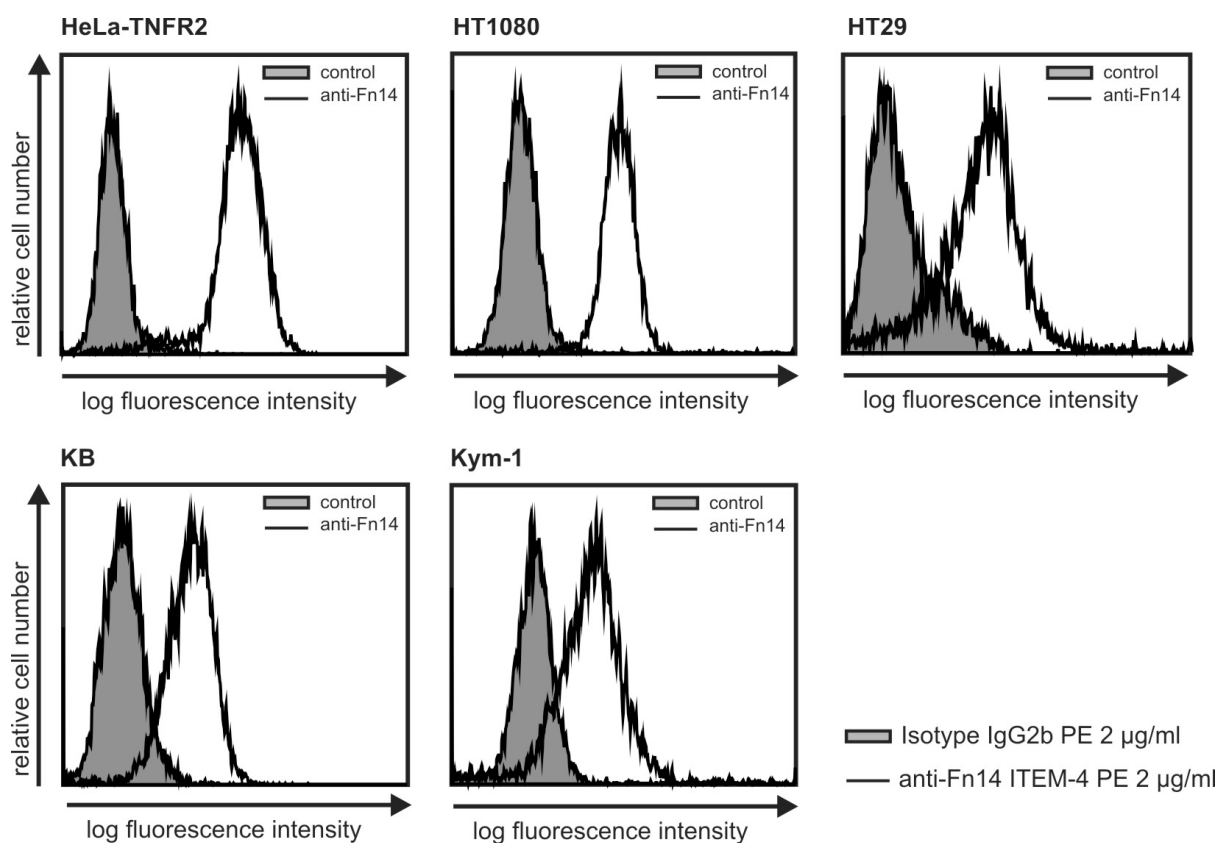 HeLa-TNFR2
control
anti-Fn14
relative cell number
log fluorescence intensity
HT1080
control
anti-Fn14
log fluorescence intensity
HT29
control
anti-Fn14
log fluorescence intensity
KB
control
anti-Fn14
relative cell number
log fluorescence intensity
Kym-1
control
anti-Fn14
log fluorescence intensity
Isotype IgG2b PE 2 µg/ml
anti-Fn14 ITEM-4 PE 2 µg/ml